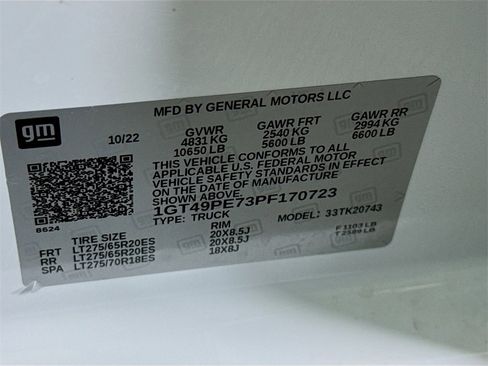 MFD BY GENERAL MOTORS LLC
gm
10/22
GVWR GAWR FRT GAWR RR
4831 KG 2540 KG 2994 KG
10650 LB 5600 LB 6600 LB
THIS VEHICLE CONFORMS TO ALL
APPLICABLE U.S. FEDERAL MOTOR
VEHICLE SAFETY STANDARDS IN EFFECT
ON THE DATE OF MANUFACTURE
SHOWN ABOVE.
8624
1GT49PE73PF170723
TYPE: TRUCK MODEL: 33TK20743
TIRE SIZE RIM
FRT LT275/65R20ES 20X8.5J F1103LB
RR LT275/65R20ES 20X8.5J
SPA LT275/70R18ES 18X8J